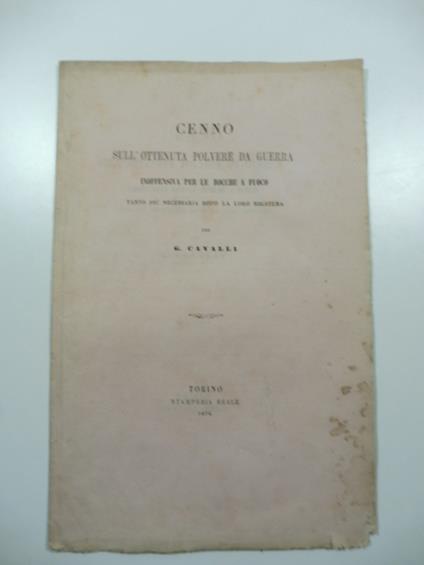 CENNO
SULL'OTTENUTA POLVERE DA GUERRA
INOFFENSIVA PER LE BOCCHE A FUOCO
TANTO PIÙ NECESSARIA DOPO LA LORO RIGATURA
PER
G. CAVALLI
TORINO
STAMPERIA REALE